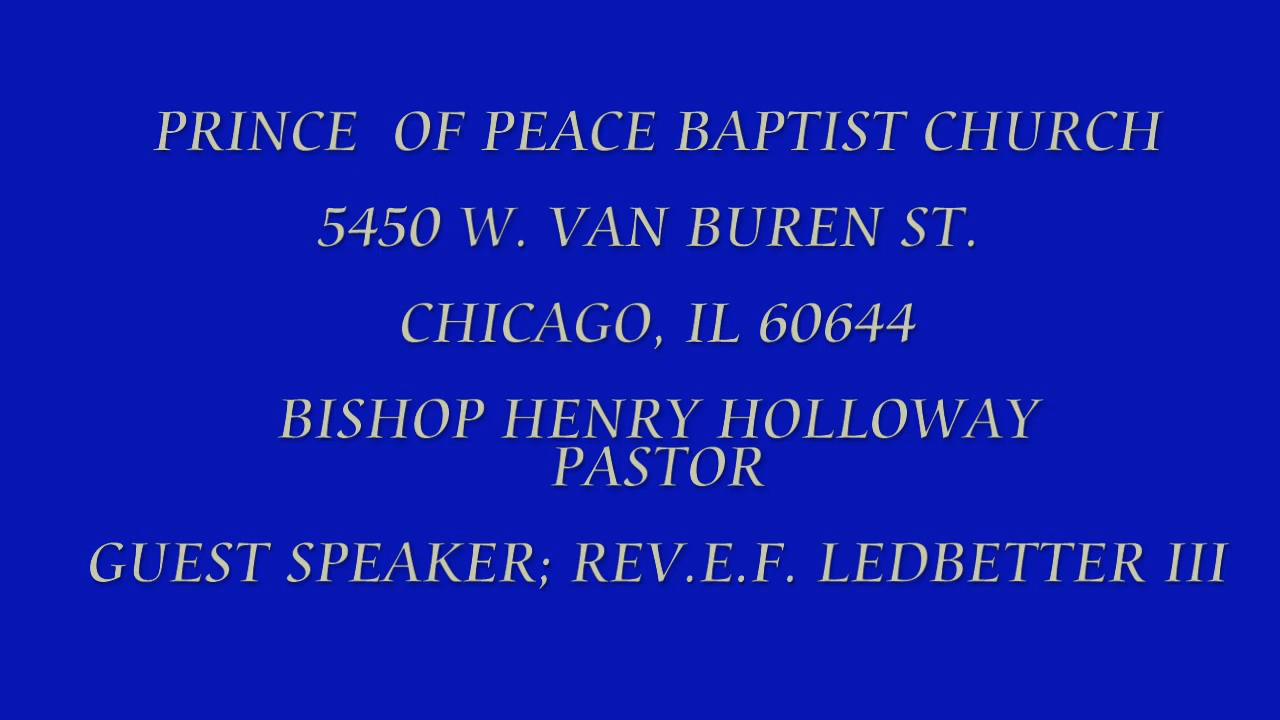 PRINCE  OF PEACE BAPTIST CHURCH
5450 W. VAN BUREN ST.
CHICAGO, IL 60644
BISHOP HENRY HOLLOWAY
PASTOR
GUEST SPEAKER; REV.E.F. LEDBETTER III